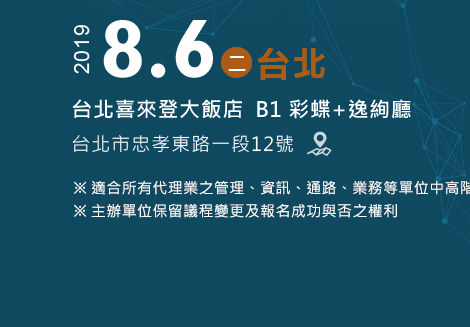 2019 8.6 二 台北
台北喜來登大飯店 B1 彩蝶+逸絢廳
台北市忠孝東路一段12號
※ 適合所有代理業之管理、資訊、通路、業務等單位中高階
※ 主辦單位保留議程變更及報名成功與否之權利